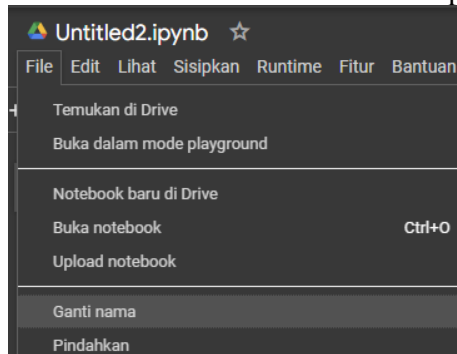 Untitled2.ipynb
File Edit Lihat Sisipkan Runtime Fitur Bantuan
Temukan di Drive
Buka dalam mode playground
Notebook baru di Drive
Buka notebook Ctrl+O
Upload notebook
Ganti nama
Pindahkan